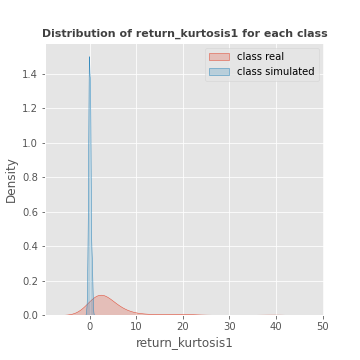 Distribution of return_kurtosis1 for each class
class real
class simulated
1.4
1.2
1.0
0.8
0.6
0.4
0.2
0.0
Density
0 10 20 30 40 50
return_kurtosis1